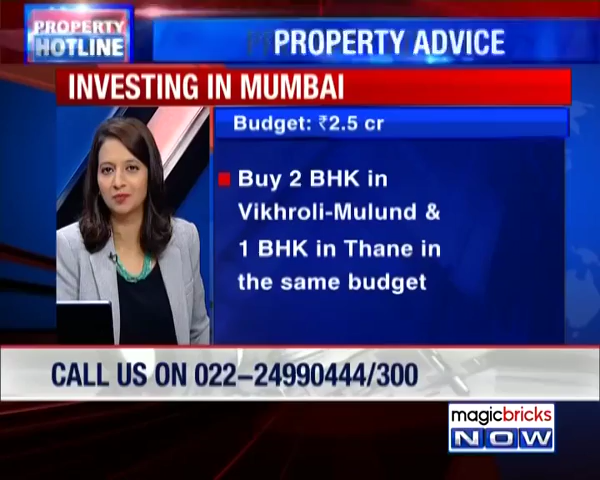 PROPERTY
HOTLINE
PROPERTY ADVICE
INVESTING IN MUMBAI
Budget: ₹2.5 cr
Buy 2 BHK in
Vikhroli-Mulund &
1 BHK in Thane in
the same budget
CALL US ON 022–24990444/300
magicbricks
NOW